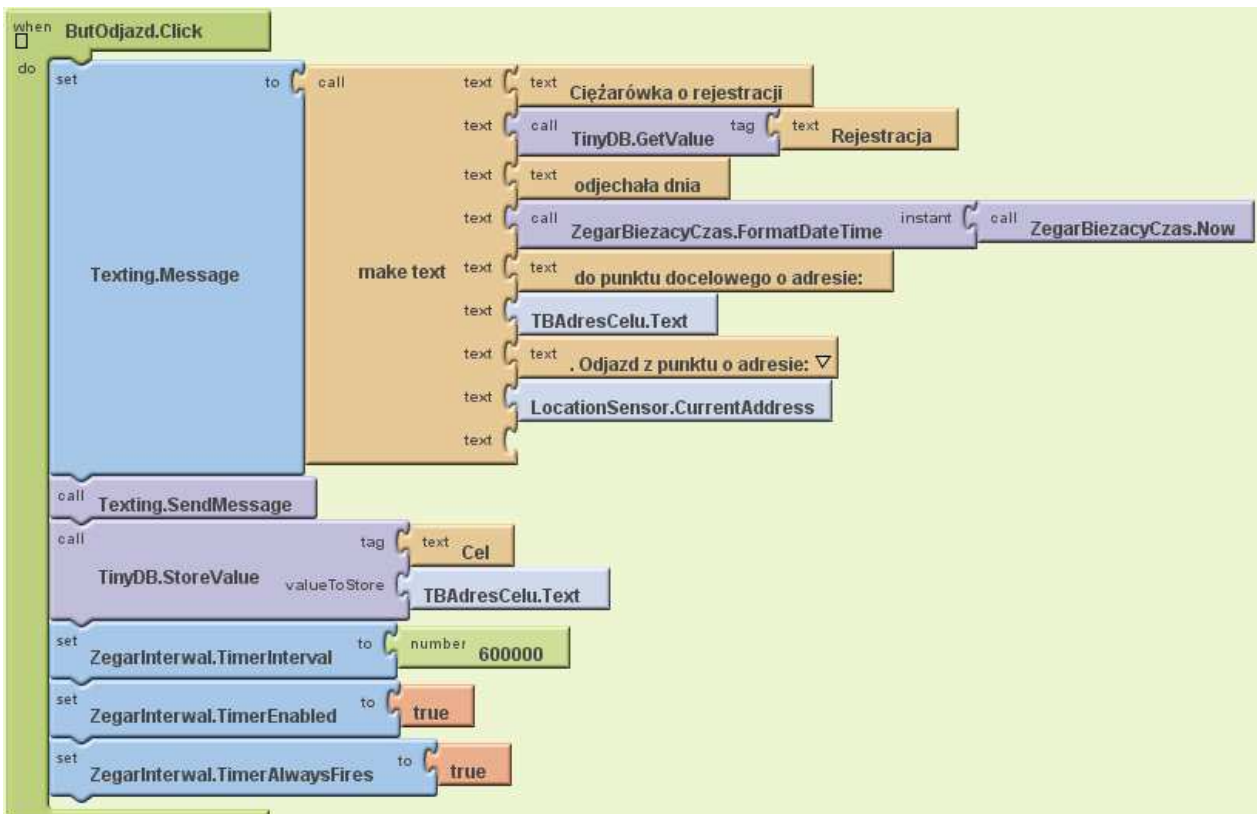 when ButOdjazd.Click
do
set Texting.Message to
call make text
text text Ciężarówka o rejestracji
text call TinyDB.GetValue tag text Rejestracja
text text odjechała dnia
text call ZegarBiezacyCzas.FormatDateTime instant call ZegarBiezacyCzas.Now
text text do punktu docelowego o adresie:
text TBAdresCelu.Text
text text . Odjazd z punktu o adresie:
text LocationSensor.CurrentAddress
text
call Texting.SendMessage
call TinyDB.StoreValue tag text Cel
valueToStore TBAdresCelu.Text
set ZegarInterwal.TimerInterval to number 600000
set ZegarInterwal.TimerEnabled to true
set ZegarInterwal.TimerAlwaysFires to true